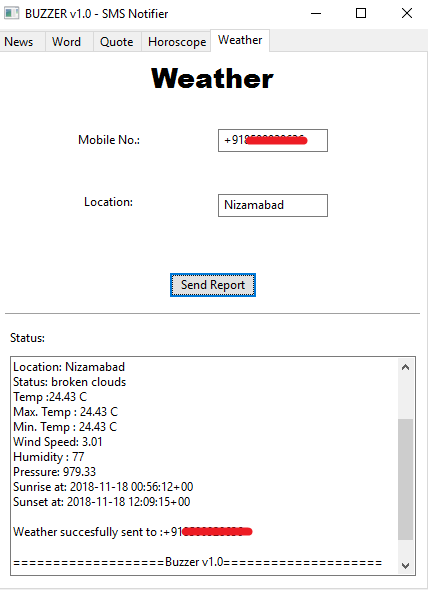 BUZZER v1.0 - SMS Notifier
News Word Quote Horoscope Weather
Weather
Mobile No.: +918
Location: Nizamabad
Send Report
Status:
Location: Nizamabad
Status: broken clouds
Temp :24.43 C
Max. Temp : 24.43 C
Min. Temp : 24.43 C
Wind Speed: 3.01
Humidity : 77
Pressure: 979.33
Sunrise at: 2018-11-18 00:56:12+00
Sunset at: 2018-11-18 12:09:15+00
Weather succesfully sent to :+91
===================Buzzer v1.0====================